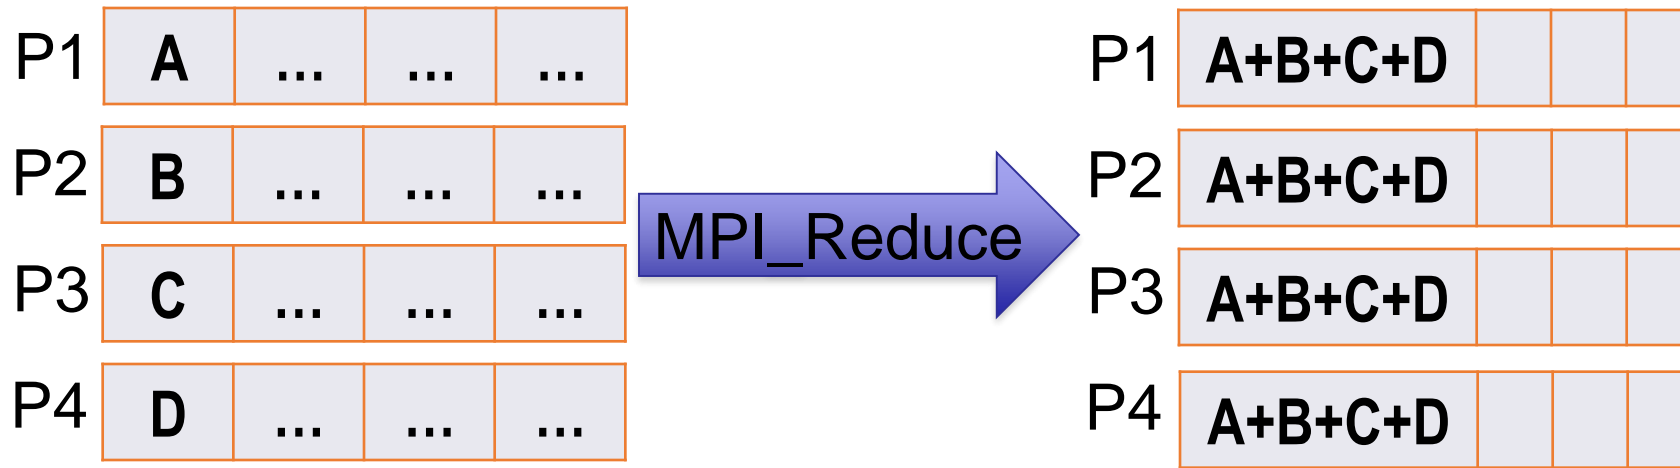 P1 A ... ... ...
P2 B ... ... ...
P3 C ... ... ...
P4 D ... ... ...
MPI_Reduce
P1 A+B+C+D
P2 A+B+C+D
P3 A+B+C+D
P4 A+B+C+D